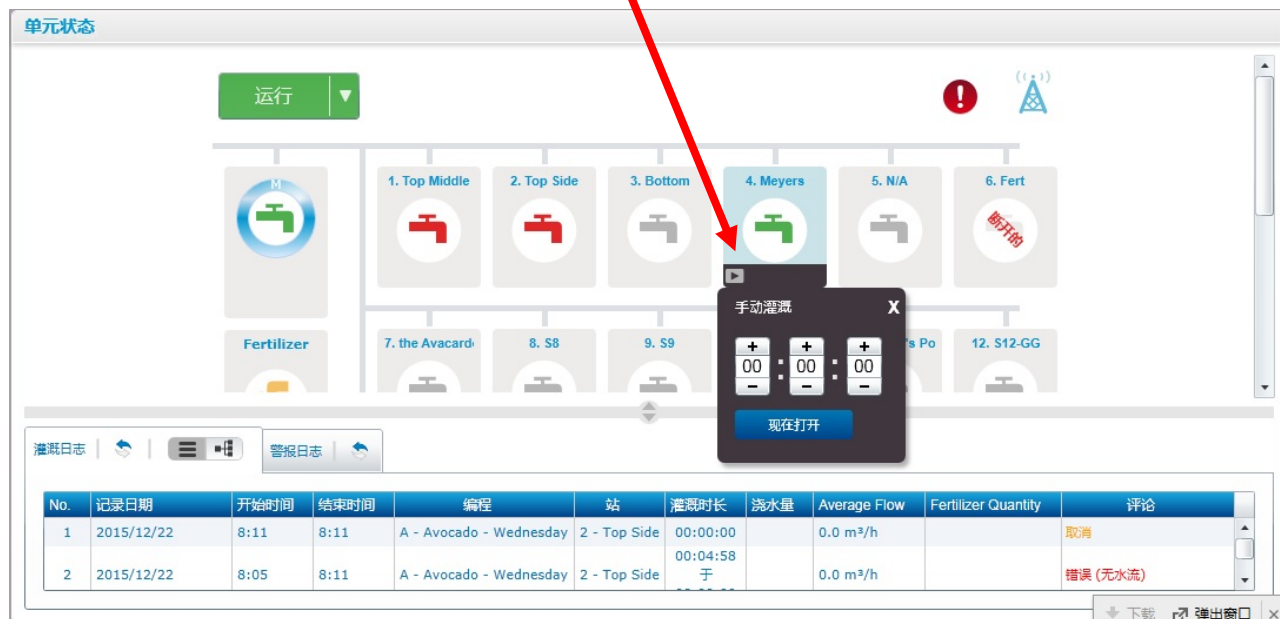 单元状态
运行
M
1. Top Middle
2. Top Side
3. Bottom
4. Meyers
5. N/A
6. Fert
断开的
手动灌溉 X
+ + +
00 : 00 : 00
− − −
现在打开
Fertilizer
7. the Avacard
8. S8
9. S9
's Po
12. S12-GG
灌溉日志
警报日志
No. 记录日期 开始时间 结束时间 编程 站 灌溉时长 浇水量 Average Flow Fertilizer Quantity 评论
1 2015/12/22 8:11 8:11 A - Avocado - Wednesday 2 - Top Side 00:00:00 0.0 m³/h 取消
2 2015/12/22 8:05 8:11 A - Avocado - Wednesday 2 - Top Side 00:04:58 于 0.0 m³/h 错误 (无水流)
下载 弹出窗口 ×